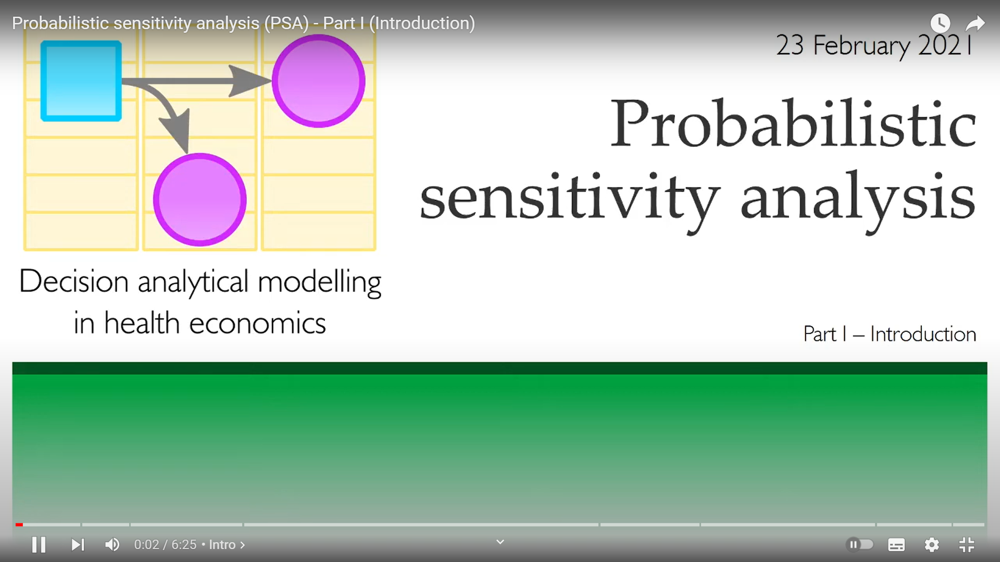 Probabilistic sensitivity analysis (PSA) - Part I (Introduction)
23 February 2021
Probabilistic
sensitivity analysis
Decision analytical modelling
in health economics
Part I – Introduction
0:02 / 6:25 • Intro